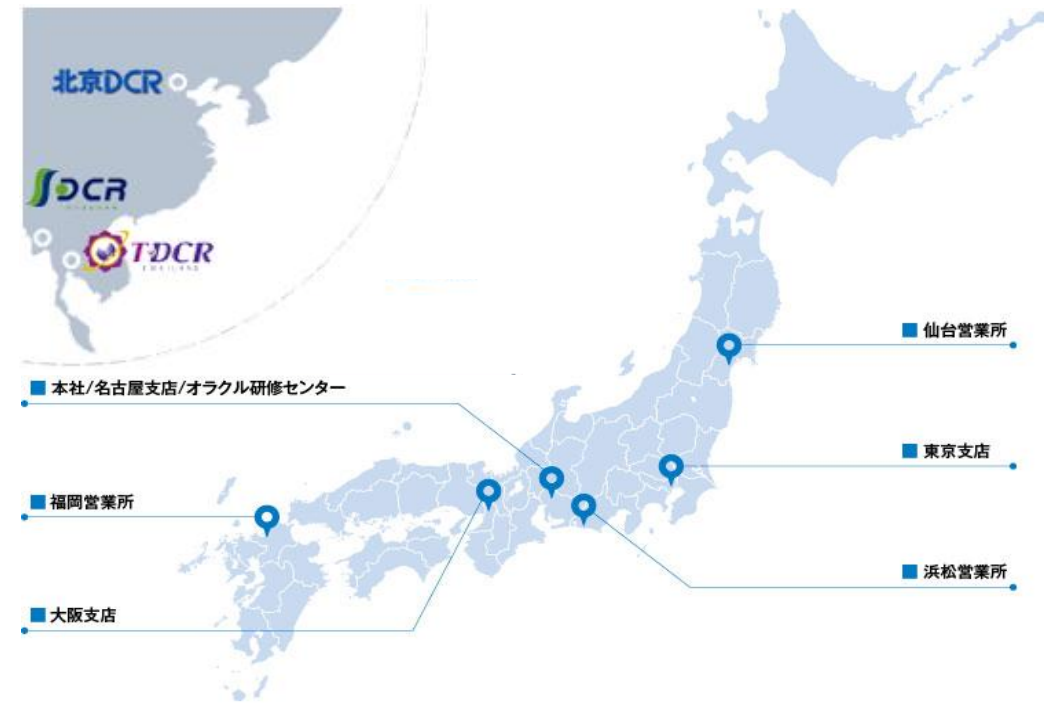 北京DCR
DCR
T-DCR
THAILAND
仙台営業所
本社/名古屋支店/オラクル研修センター
東京支店
福岡営業所
浜松営業所
大阪支店